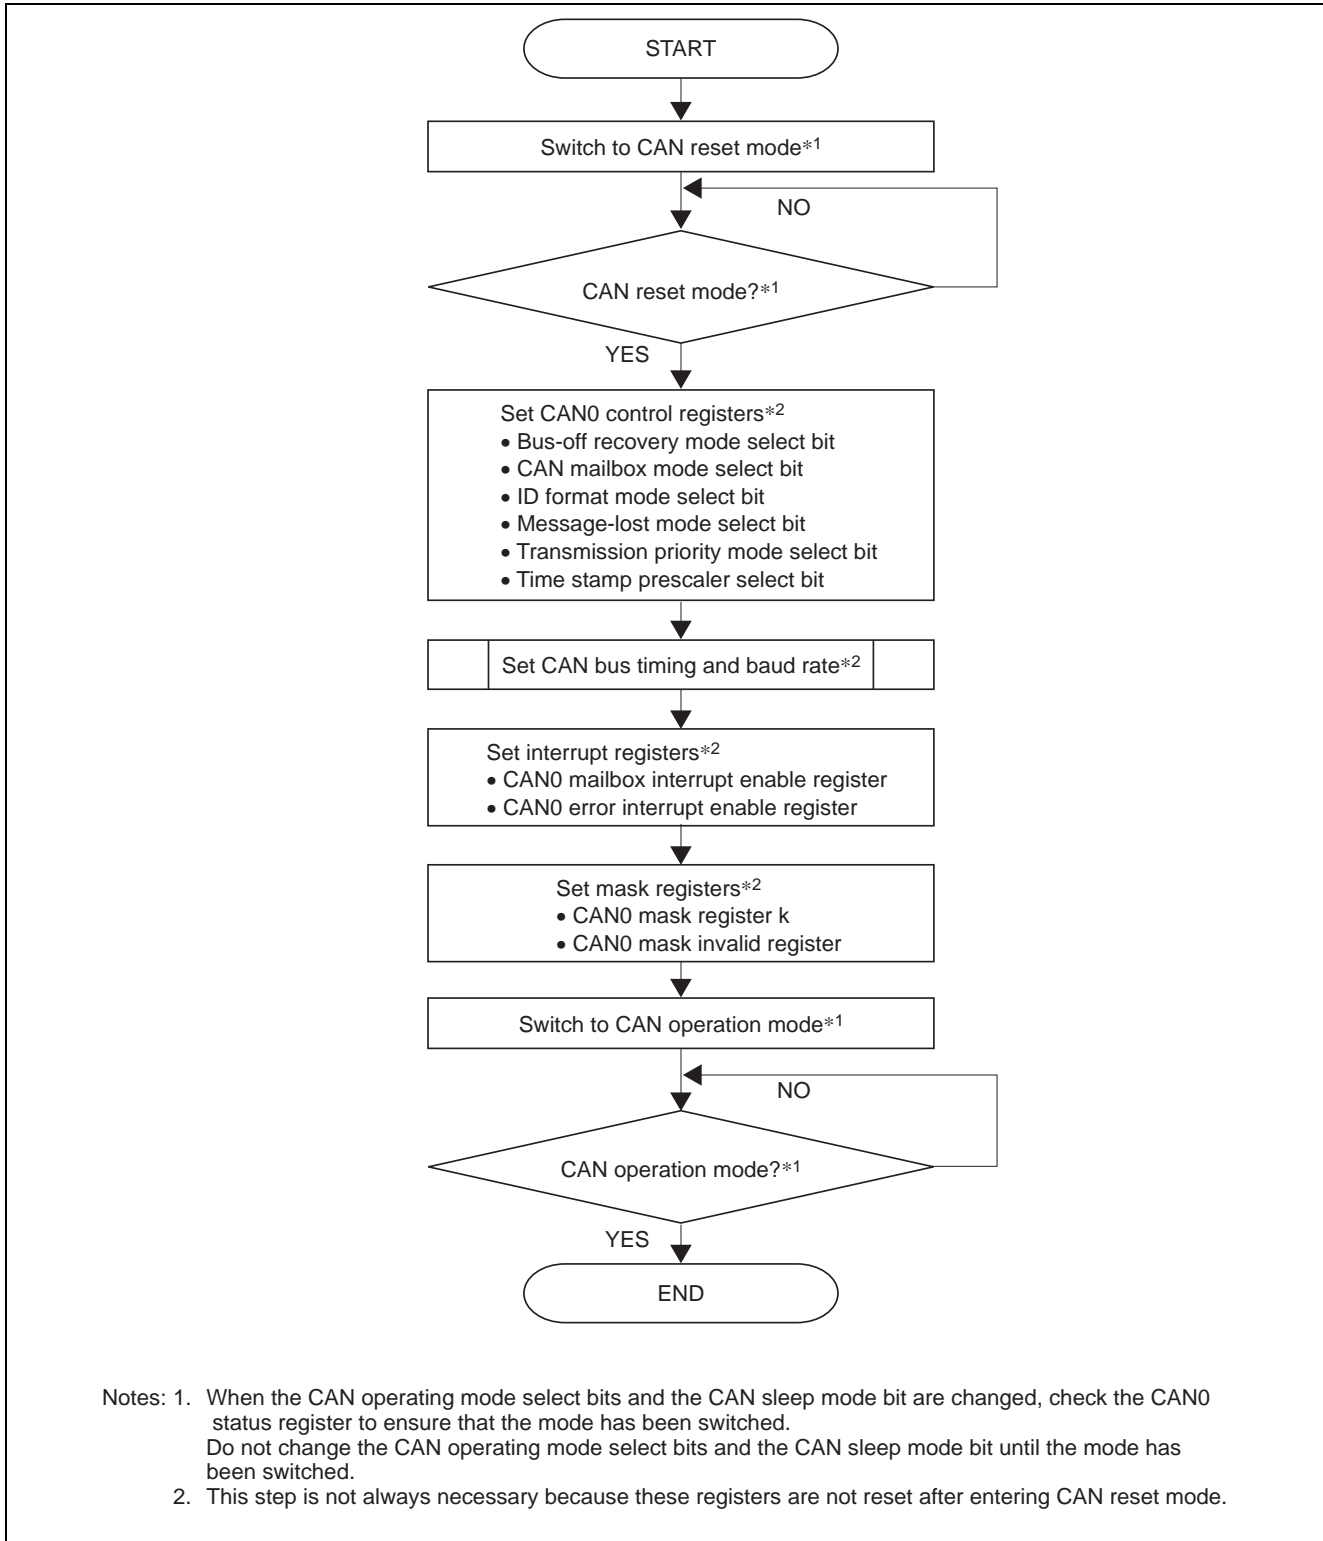 START
Switch to CAN reset mode*1
NO
CAN reset mode?*1
YES
Set CAN0 control registers*2
• Bus-off recovery mode select bit
• CAN mailbox mode select bit
• ID format mode select bit
• Message-lost mode select bit
• Transmission priority mode select bit
• Time stamp prescaler select bit
Set CAN bus timing and baud rate*2
Set interrupt registers*2
• CAN0 mailbox interrupt enable register
• CAN0 error interrupt enable register
Set mask registers*2
• CAN0 mask register k
• CAN0 mask invalid register
Switch to CAN operation mode*1
NO
CAN operation mode?*1
YES
END
Notes: 1. When the CAN operating mode select bits and the CAN sleep mode bit are changed, check the CAN0
status register to ensure that the mode has been switched.
Do not change the CAN operating mode select bits and the CAN sleep mode bit until the mode has
been switched.
2. This step is not always necessary because these registers are not reset after entering CAN reset mode.